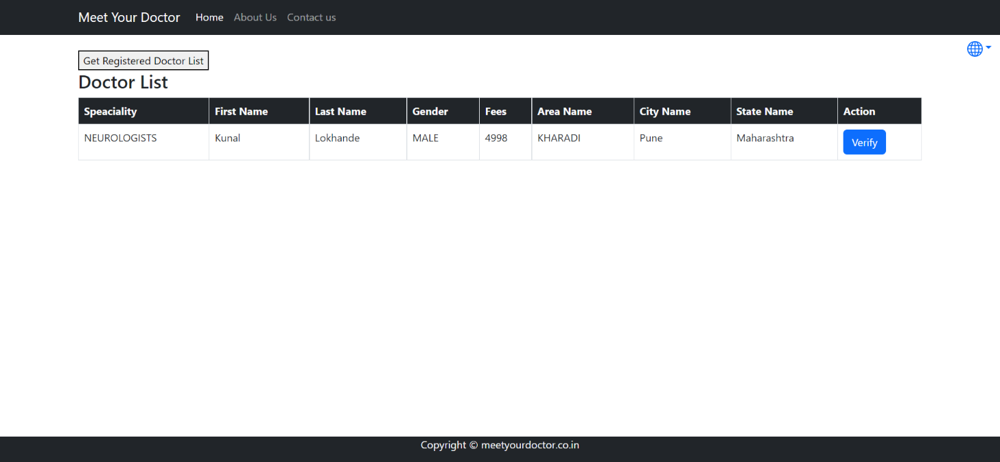 Meet Your Doctor Home About Us Contact us
Get Registered Doctor List
Doctor List
Speaciality First Name Last Name Gender Fees Area Name City Name State Name Action
NEUROLOGISTS Kunal Lokhande MALE 4998 KHARADI Pune Maharashtra Verify
Copyright © meetyourdoctor.co.in